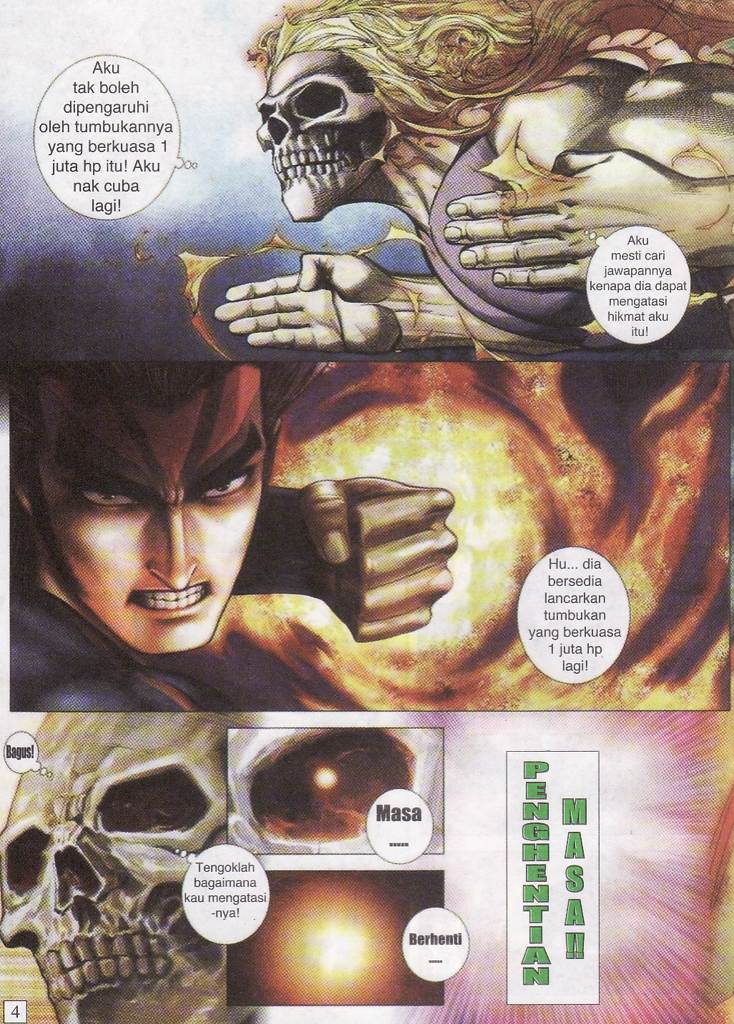 Aku
tak boleh
dipengaruhi
oleh tumbukannya
yang berkuasa 1
juta hp itu! Aku
nak cuba
lagi!
Aku
mesti cari
jawapannya
kenapa dia dapat
mengatasi
hikmat aku
itu!
Hu... dia
bersedia
lancarkan
tumbukan
yang berkuasa
1 juta hp
lagi!
Bagus!
Tengoklah
bagaimana
kau mengatasi
-nya!
Masa
.....
Berhenti
....
PENGHENTIAN
MASA!!
4